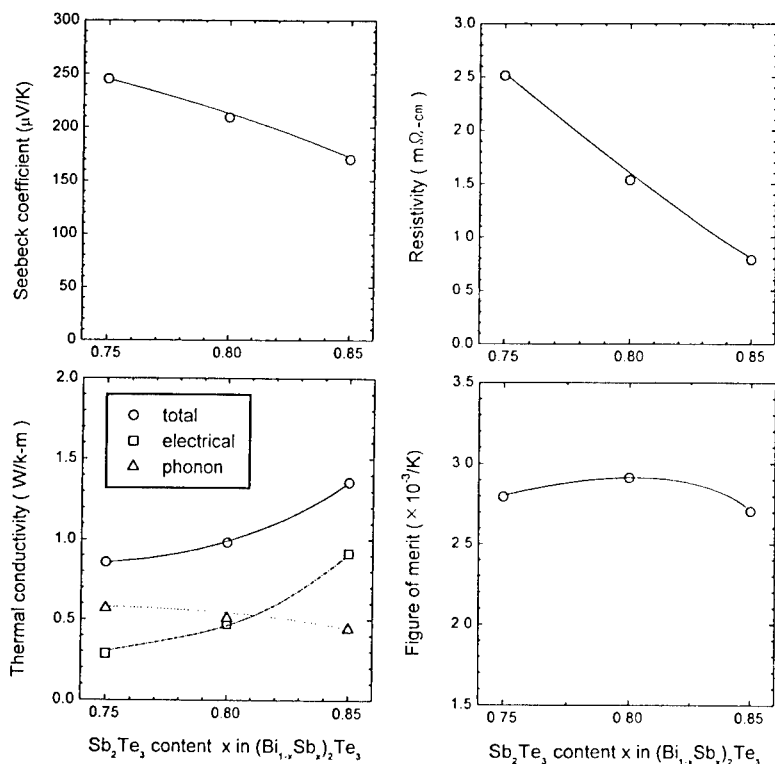 Seebeck coefficient (μV/K)
300
250
200
150
100
50
0
0.75 0.80 0.85
Resistivity ( mΩ-cm )
3.0
2.5
2.0
1.5
1.0
0.5
0.0
0.75 0.80 0.85
Thermal conductivity ( W/k-m )
2.0
1.5
1.0
0.5
0.0
total
electrical
phonon
0.75 0.80 0.85
Sb₂Te₃ content x in (Bi₁₋ₓSbₓ)₂Te₃
Figure of merit ( × 10⁻³/K)
3.5
3.0
2.5
2.0
1.5
0.75 0.80 0.85
Sb₂Te₃ content x in (Bi₁₋ₓSbₓ)₂Te₃